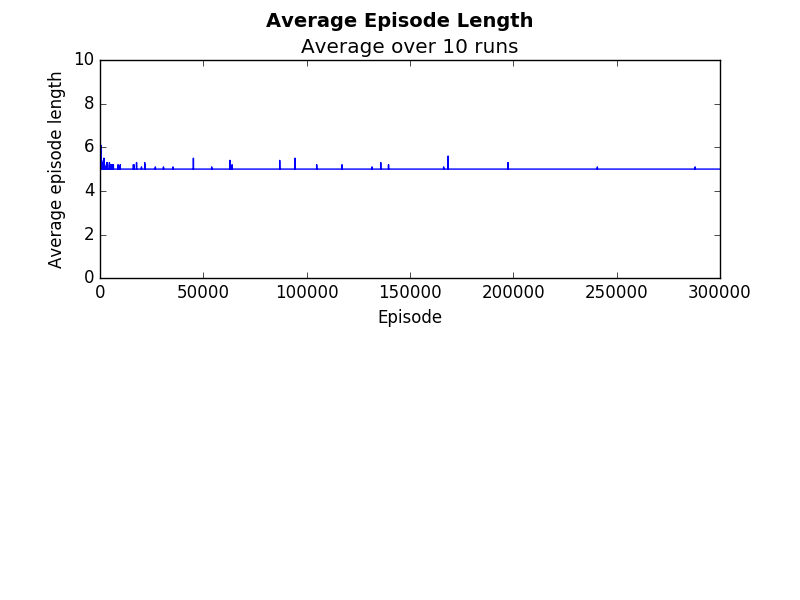 Average Episode Length
Average over 10 runs
Average episode length
10
8
6
4
2
0
0 50000 100000 150000 200000 250000 300000
Episode